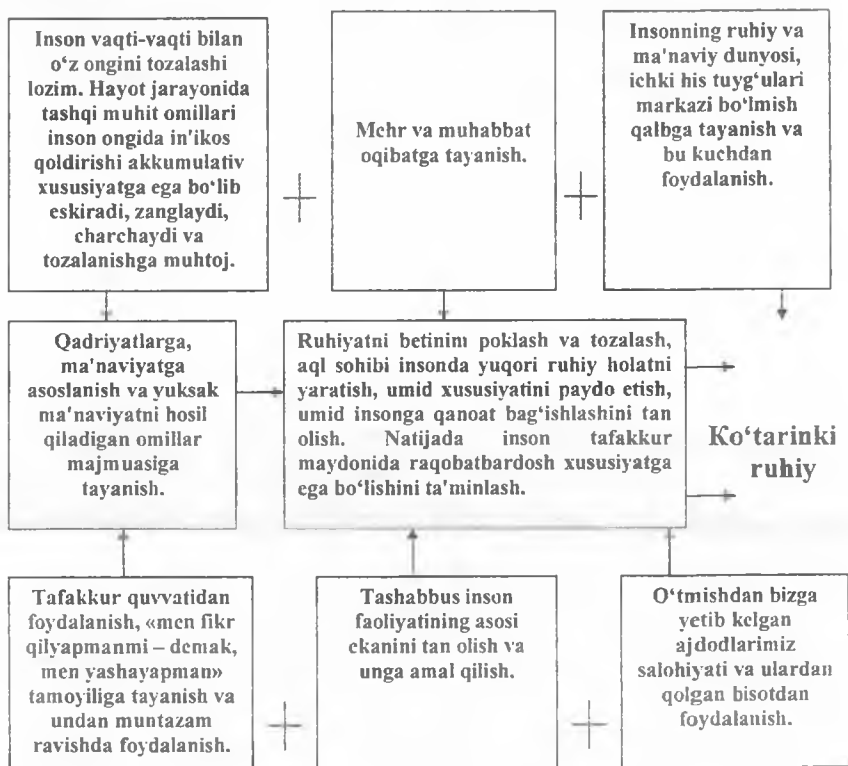 Inson vaqti-vaqti bilan
o‘z ongini tozalashi
lozim. Hayot jarayonida
tashqi muhit omillari
inson ongida in'ikos
qoldirishi akkumulativ
xususiyatga ega bo‘lib
eskiradi, zanglaydi,
charchaydi va
tozalanishga muhtoj.
Mehr va muhabbat
oqibatga tayanish.
Insonning ruhiy va
ma'naviy dunyosi,
ichki his tuyg‘ulari
markazi bo‘lmish
qalbga tayanish va
bu kuchdan
foydalanish.
Qadriyatlarga,
ma'naviyatga
asoslanish va yuksak
ma'naviyatni hosil
qiladigan omillar
majmuasiga
tayanish.
Ruhiyatni betinim poklash va tozalash,
aql sohibi insonda yuqori ruhiy holatni
yaratish, umid xususiyatini paydo etish,
umid insonga qanoat bag‘ishlashini tan
olish. Natijada inson tafakkur
maydonida raqobatbardosh xususiyatga
ega bo‘lishini ta'minlash.
Ko‘tarinki
ruhiy
Tafakkur quvvatidan
foydalanish, «men fikr
qilyapmanmi – demak,
men yashayapman»
tamoyiliga tayanish va
undan muntazam
ravishda foydalanish.
Tashabbus inson
faoliyatining asosi
ekanini tan olish va
unga amal qilish.
O‘tmishdan bizga
yetib kelgan
ajdodlarimiz
salohiyati va ulardan
qolgan bisotdan
foydalanish.